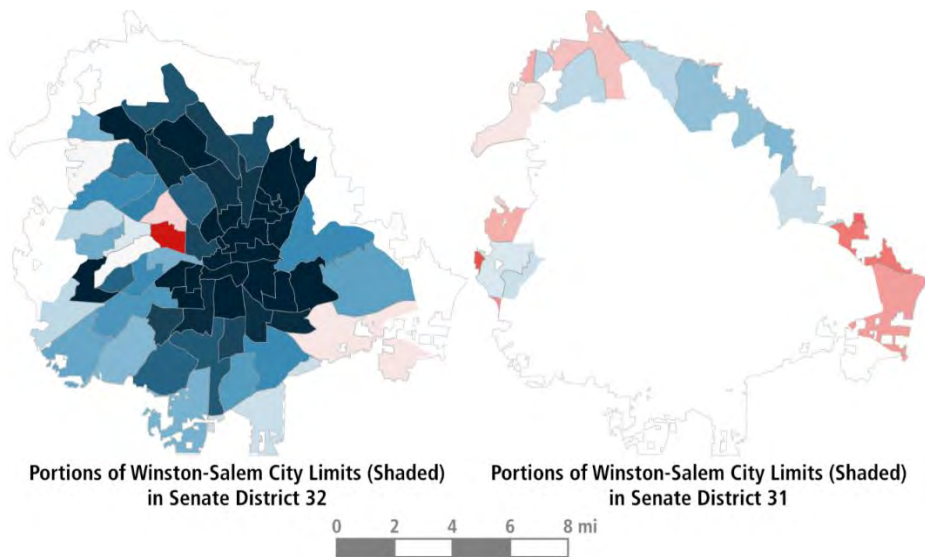 Portions of Winston-Salem City Limits (Shaded)
in Senate District 32
Portions of Winston-Salem City Limits (Shaded)
in Senate District 31
0 2 4 6 8 mi